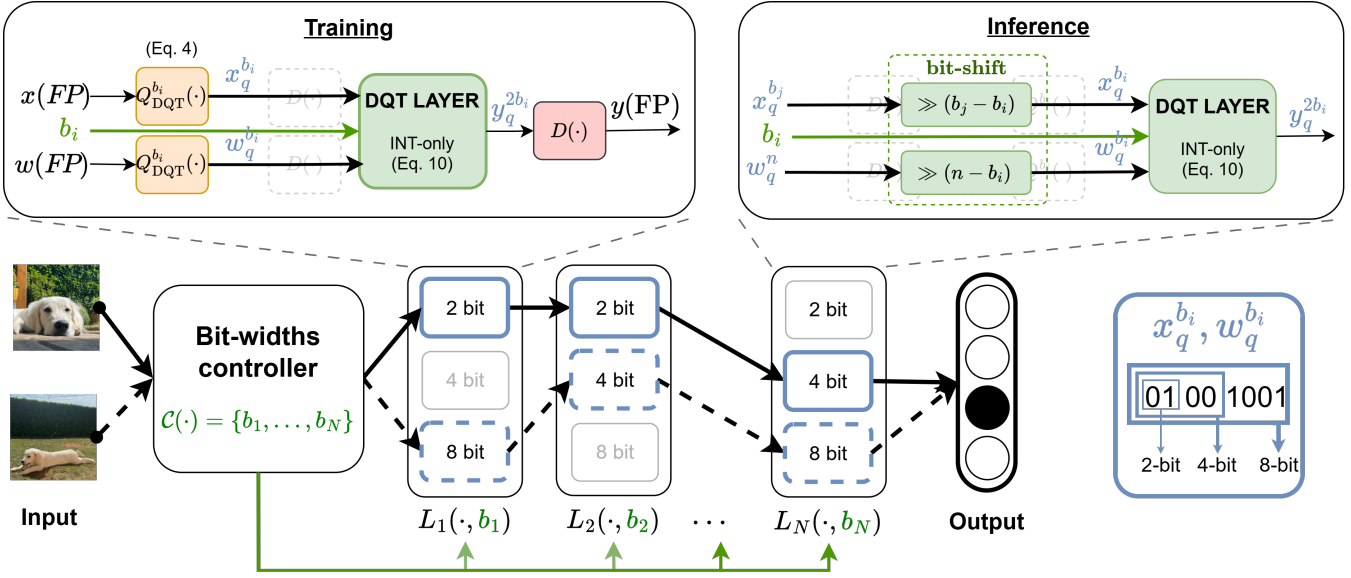 Training
(Eq. 4)
x(FP)
Q_DQT^{b_i}(·)
x_q^{b_i}
D(·)
b_i
w(FP)
Q_DQT^{b_i}(·)
w_q^{b_i}
D(·)
DQT LAYER
INT-only
(Eq. 10)
y_q^{2b_i}
D(·)
y(FP)
Inference
bit-shift
x_q^{b_j}
≫ (b_j − b_i)
x_q^{b_i}
b_i
w_q^n
≫ (n − b_i)
w_q^{b_i}
DQT LAYER
INT-only
(Eq. 10)
y_q^{2b_i}
Input
Bit-widths
controller
C(·) = {b_1, . . . , b_N}
2 bit
4 bit
8 bit
L_1(·, b_1)
2 bit
4 bit
8 bit
L_2(·, b_2)
· · ·
2 bit
4 bit
8 bit
L_N(·, b_N)
Output
x_q^{b_i}, w_q^{b_i}
01 00 1001
2-bit 4-bit 8-bit